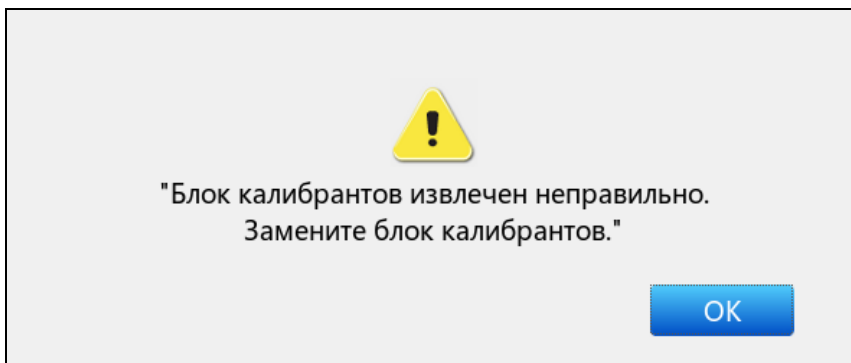 "Блок калибрантов извлечен неправильно.
Замените блок калибрантов."
OK